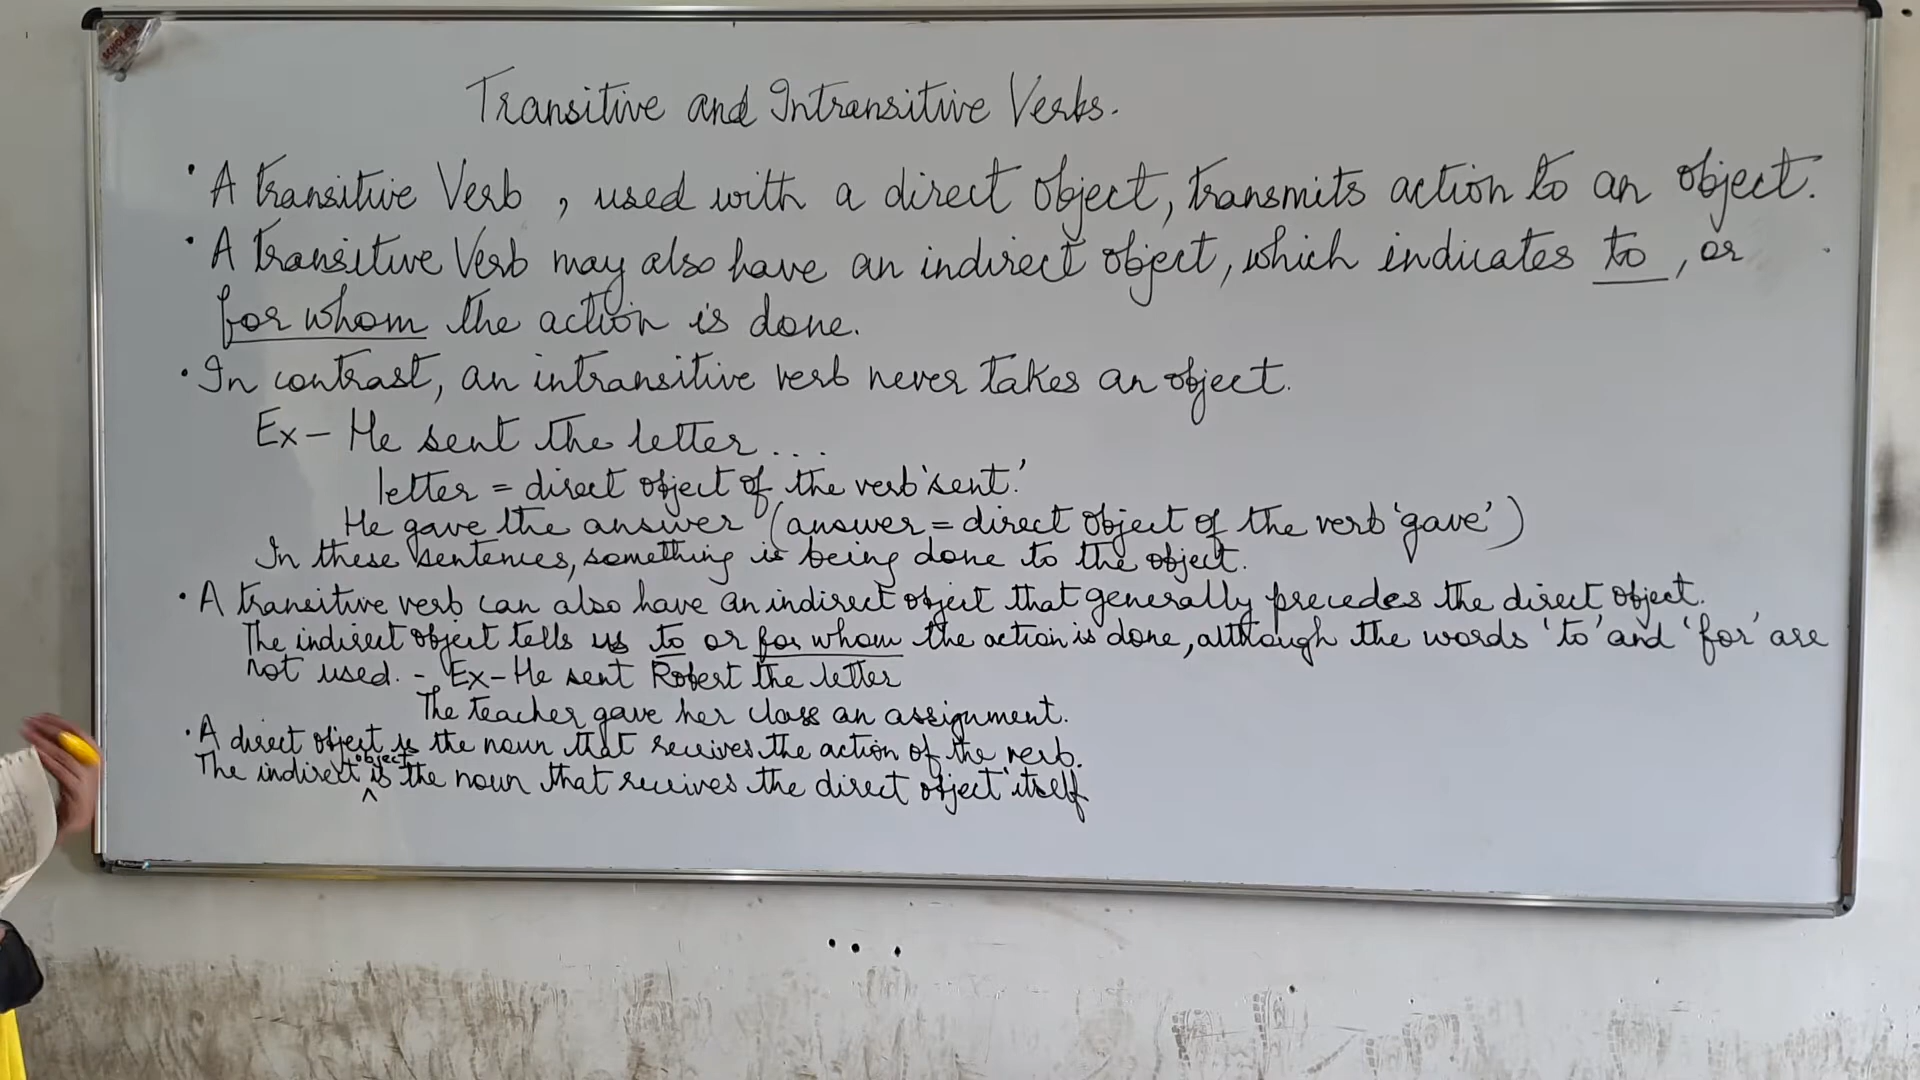 Transitive and Intransitive Verbs.
• A transitive Verb, used with a direct object, transmits action to an object.
• A transitive Verb may also have an indirect object, which indicates to, or
for whom the action is done.
• In contrast, an intransitive verb never takes an object.
Ex – He sent the letter ...
letter = direct object of the verb 'sent.'
He gave the answer (answer = direct object of the verb 'gave')
In these sentences, something is being done to the object.
• A transitive verb can also have an indirect object that generally precedes the direct object.
The indirect object tells us to or for whom the action is done, although the words 'to' and 'for' are
not used. - Ex – He sent Robert the letter
The teacher gave her class an assignment.
• A direct object is the noun that receives the action of the verb.
The indirect object is the noun that receives the direct object itself